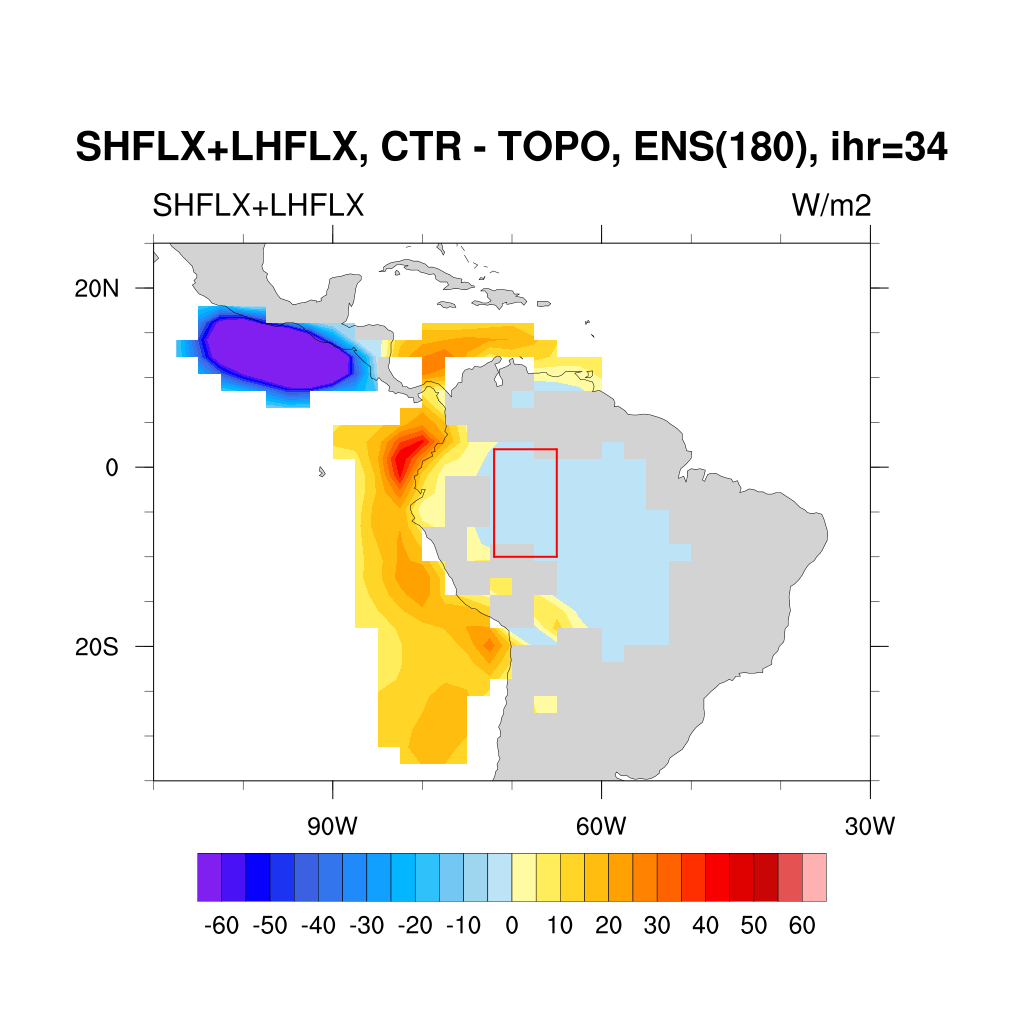 SHFLX+LHFLX, CTR - TOPO, ENS(180), ihr=34
SHFLX+LHFLX W/m2
20N
0
20S
90W 60W 30W
-60 -50 -40 -30 -20 -10 0 10 20 30 40 50 60